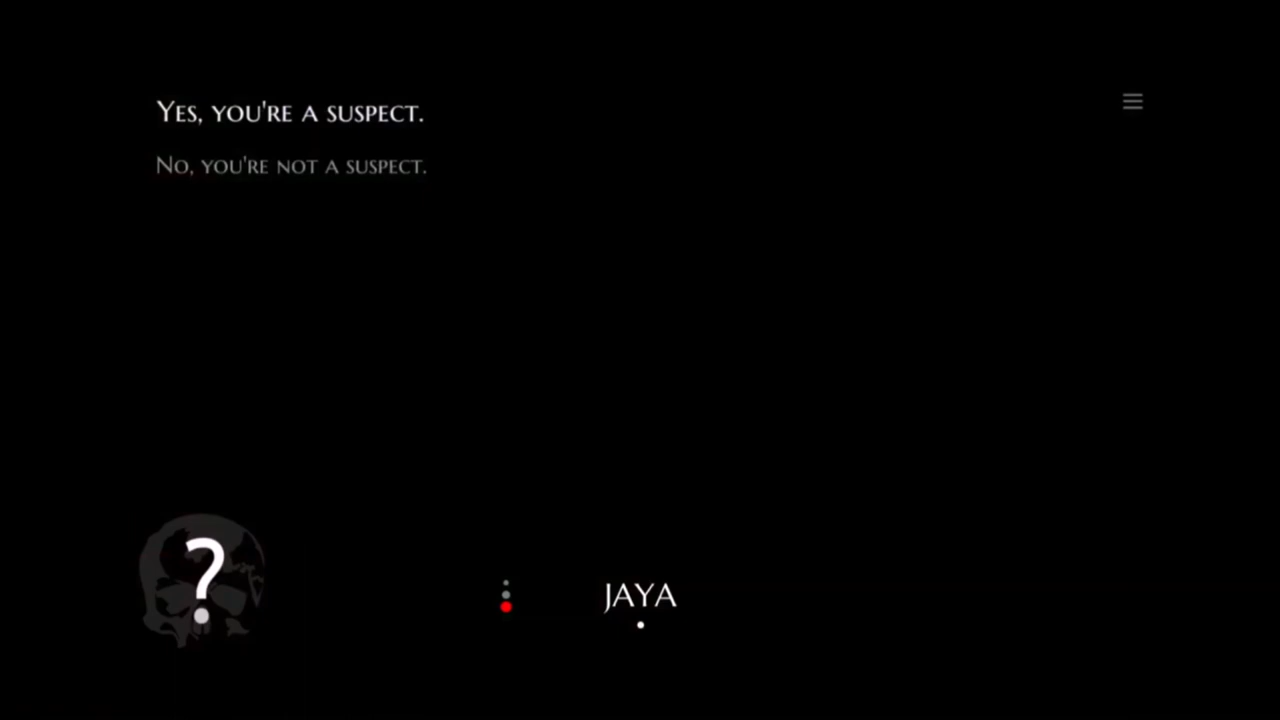 Yes, you're a suspect.
No, you're not a suspect.
?
JAYA